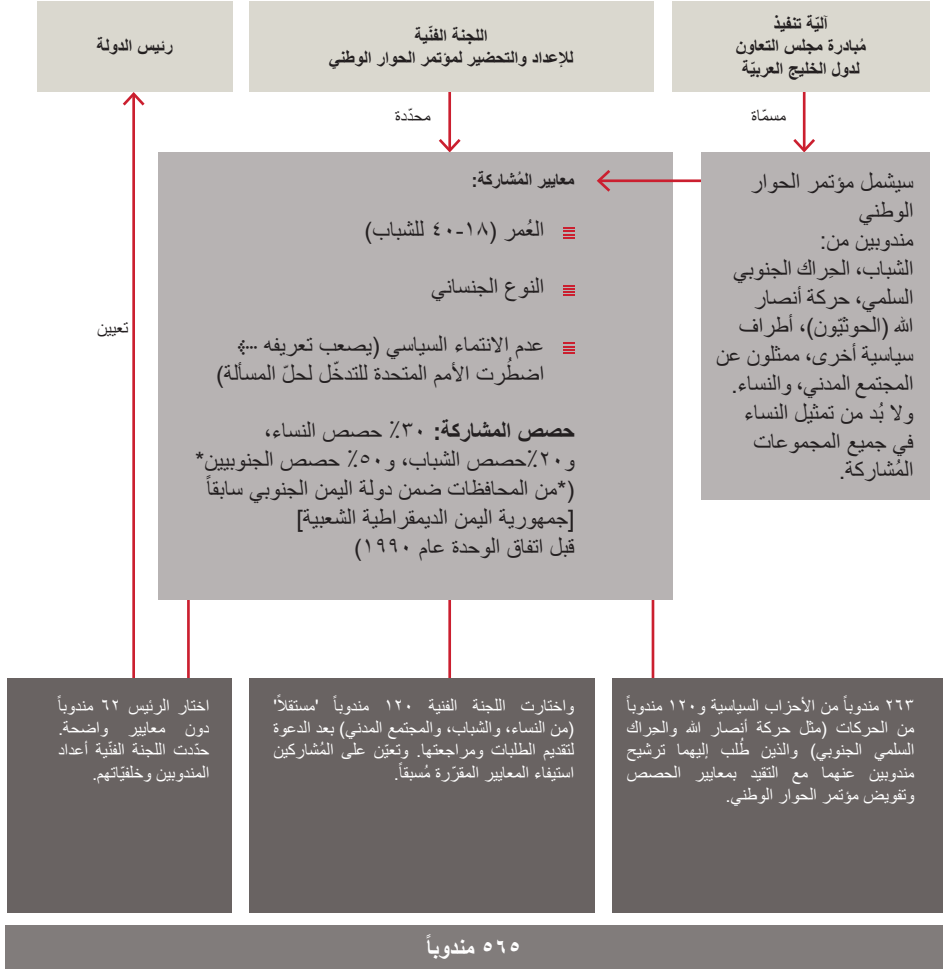 آليّة تنفيذ
مُبادرة مجلس التعاون
لدول الخليج العربيّة
اللجنة الفنّية
للإعداد والتحضير لمؤتمر الحوار الوطني
رئيس الدولة
مسمّاة
محدّدة
سيشمل مؤتمر الحوار
الوطني
مندوبين من:
الشباب، الحِراك الجنوبي
السلمي، حركة أنصار
الله (الحوثيّون)، أطراف
سياسية أخرى، ممثلون عن
المجتمع المدني، والنساء.
ولا بُد من تمثيل النساء
في جميع المجموعات
المُشاركة.
معايير المُشاركة:
العُمر (١٨-٤٠ للشباب)
النوع الجنساني
عدم الانتماء السياسي (يصعب تعريفه ...›
اضطُرت الأمم المتحدة للتدخّل لحلّ المسألة)
حصص المشاركة: ٣٠٪ حصص النساء،
و٢٠٪حصص الشباب، و٥٠٪ حصص الجنوبيين*
(*من المحافظات ضمن دولة اليمن الجنوبي سابقاً
[جمهورية اليمن الديمقراطية الشعبية]
قبل اتفاق الوحدة عام ١٩٩٠)
تعيين
٢٦٣ مندوباً من الأحزاب السياسية و١٢٠ مندوباً
من الحركات (مثل حركة أنصار الله والحراك
السلمي الجنوبي) والذين طُلب إليهما ترشيح
مندوبين عنهما مع التقيد بمعايير الحصص
وتفويض مؤتمر الحوار الوطني.
واختارت اللجنة الفنية ١٢٠ مندوباً 'مستقلاً'
(من النساء، والشباب، والمجتمع المدني) بعد الدعوة
لتقديم الطلبات ومراجعتها. وتعيّن على المُشاركين
استيفاء المعايير المقرّرة مُسبقاً.
اختار الرئيس ٦٢ مندوباً
دون معايير واضحة.
حدّدت اللجنة الفنّية أعداد
المندوبين وخلفيّاتهم.
٥٦٥ مندوباً